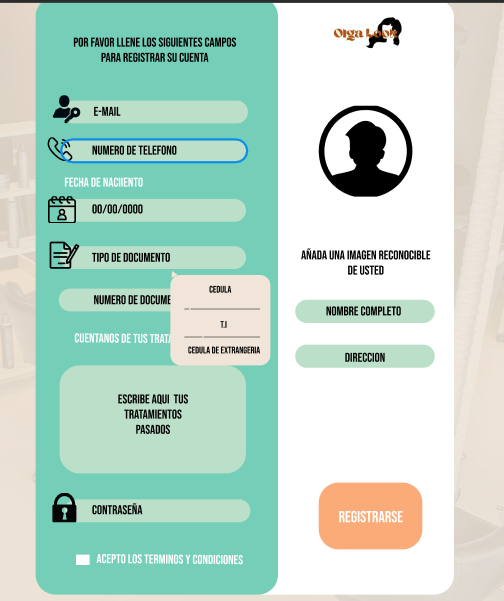 POR FAVOR LLENE LOS SIGUIENTES CAMPOS
PARA REGISTRAR SU CUENTA
E-MAIL
NUMERO DE TELEFONO
FECHA DE NACIIENTO
00/00/0000
TIPO DE DOCUMENTO
CEDULA
T.I
CEDULA DE EXTRANGERIA
NUMERO DE DOCUME
CUENTANOS DE TUS TRATA
ESCRIBE AQUI TUS
TRATAMIENTOS
PASADOS
CONTRASEÑA
ACEPTO LOS TERMINOS Y CONDICIONES
Olga Look
AÑADA UNA IMAGEN RECONOCIBLE
DE USTED
NOMBRE COMPLETO
DIRECCION
REGISTRARSE